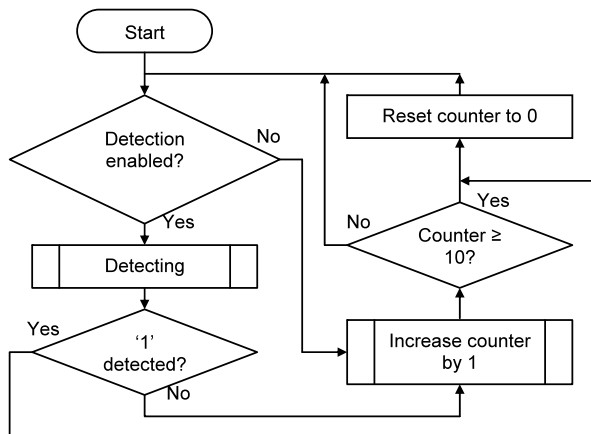 Start
Detection
enabled?
No
Yes
Detecting
Yes
‘1’
detected?
No
Reset counter to 0
Yes
No
Counter ≥
10?
Increase counter
by 1